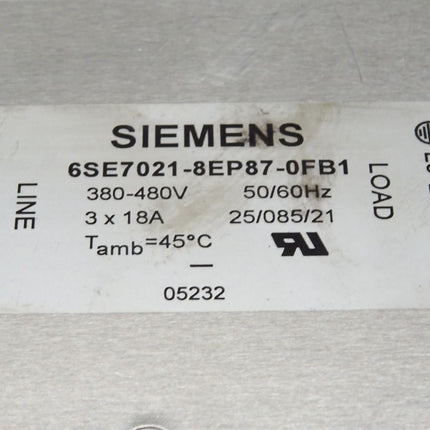 SIEMENS
6SE7021-8EP87-0FB1
380-480V 50/60Hz
3 x 18A 25/085/21
Tamb=45°C
05232
LINE
LOAD